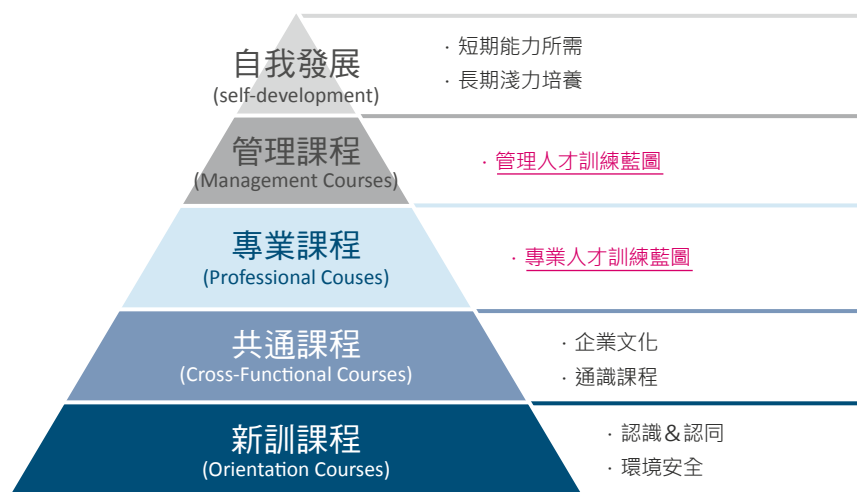 自我發展
(self-development)
· 短期能力所需
· 長期淺力培養
管理課程
(Management Courses)
· 管理人才訓練藍圖
專業課程
(Professional Couses)
· 專業人才訓練藍圖
共通課程
(Cross-Functional Courses)
· 企業文化
· 通識課程
新訓課程
(Orientation Courses)
· 認識&認同
· 環境安全